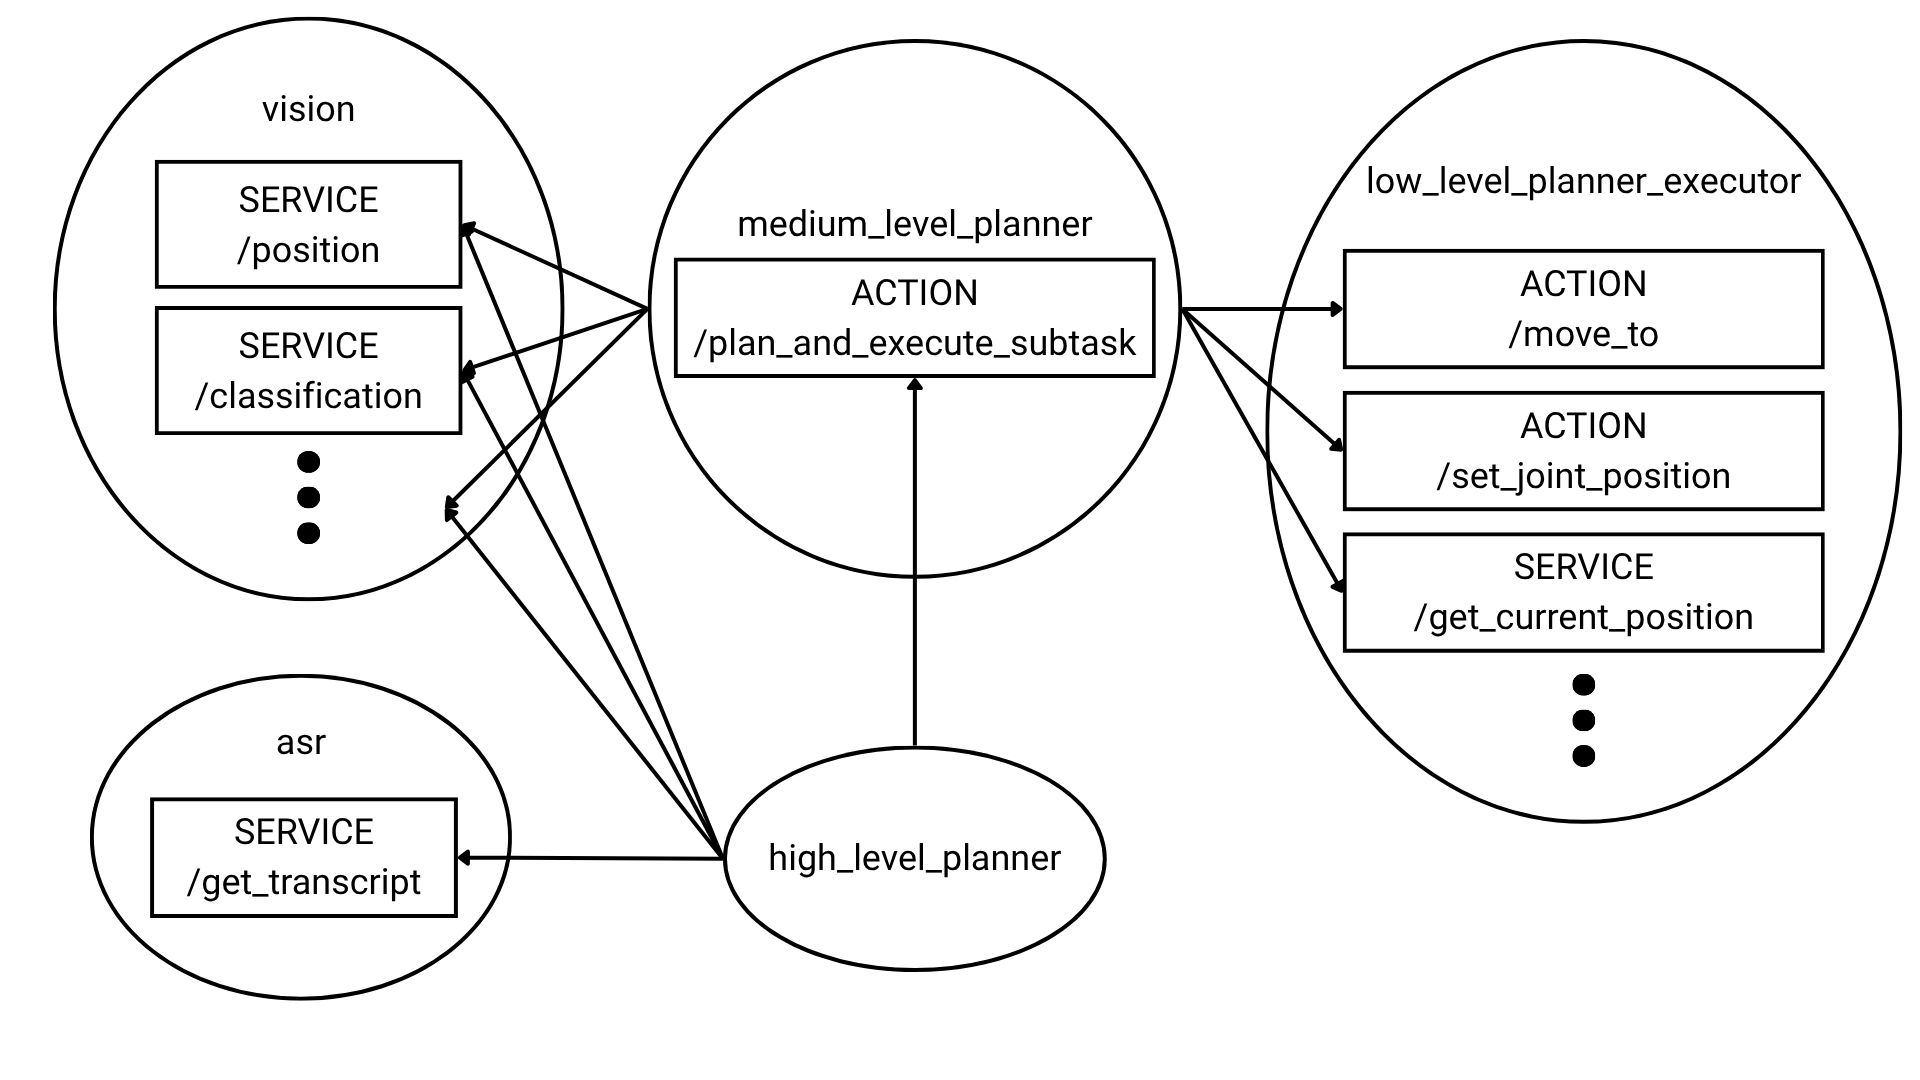 vision
SERVICE
/position
SERVICE
/classification
medium_level_planner
ACTION
/plan_and_execute_subtask
low_level_planner_executor
ACTION
/move_to
ACTION
/set_joint_position
SERVICE
/get_current_position
asr
SERVICE
/get_transcript
high_level_planner